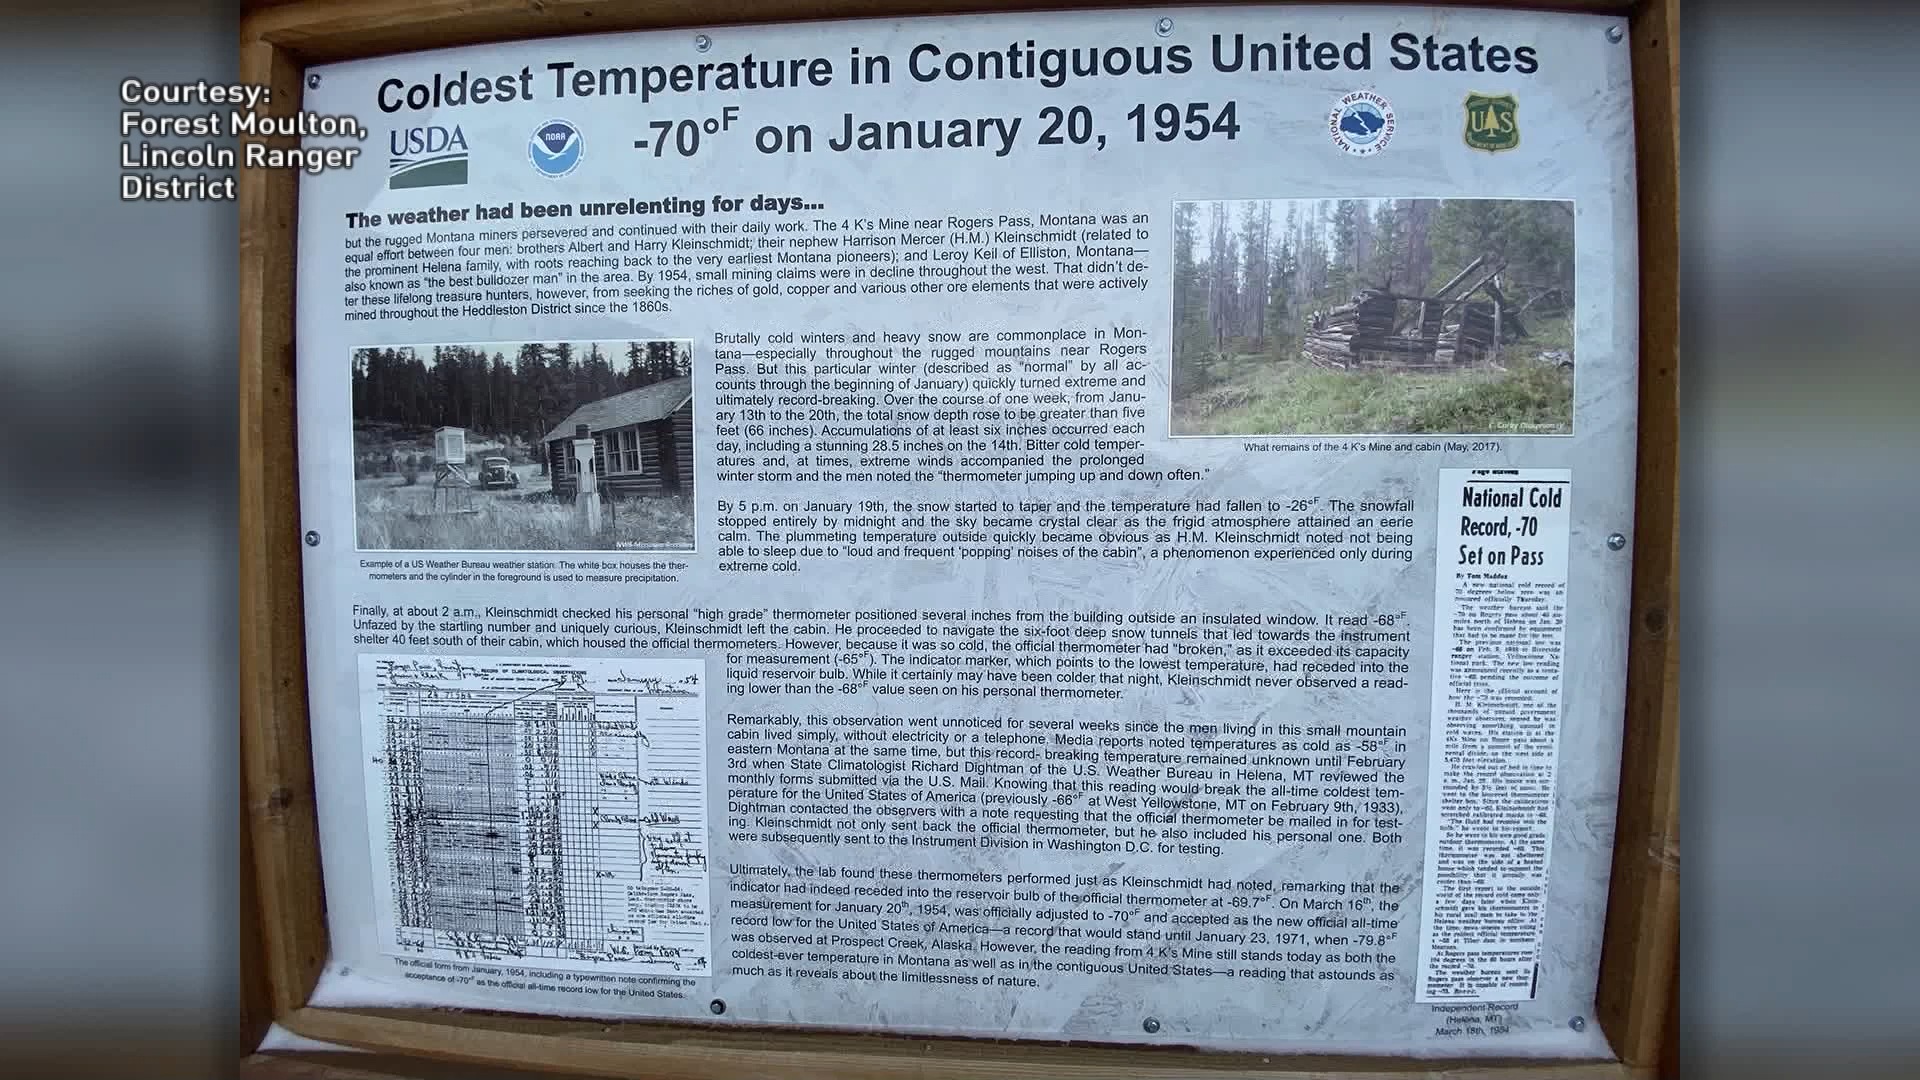 Courtesy:
Forest Moulton,
Lincoln Ranger
District
Coldest Temperature in Contiguous United States
-70°F on January 20, 1954
USDA
NOAA
NATIONAL WEATHER SERVICE
UAS
The weather had been unrelenting for days...
but the rugged Montana miners persevered and continued with their daily work. The 4 K's Mine near Rogers Pass, Montana was an
equal effort between four men: brothers Albert and Harry Kleinschmidt; their nephew Harrison Mercer (H.M.) Kleinschmidt (related to
the prominent Helena family, with roots reaching back to the very earliest Montana pioneers); and Leroy Keil of Elliston, Montana—
also known as "the best bulldozer man" in the area. By 1954, small mining claims were in decline throughout the west. That didn't de-
ter these lifelong treasure hunters, however, from seeking the riches of gold, copper and various other ore elements that were actively
mined throughout the Heddleston District since the 1860s.
What remains of the 4 K's Mine and cabin (May, 2017).
Example of a US Weather Bureau weather station. The white box houses the ther-
mometers and the cylinder in the foreground is used to measure precipitation.
Brutally cold winters and heavy snow are commonplace in Mon-
tana—especially throughout the rugged mountains near Rogers
Pass. But this particular winter (described as "normal" by all ac-
counts through the beginning of January) quickly turned extreme and
ultimately record-breaking. Over the course of one week, from Janu-
ary 13th to the 20th, the total snow depth rose to be greater than five
feet (66 inches). Accumulations of at least six inches occurred each
day, including a stunning 28.5 inches on the 14th. Bitter cold temper-
atures and, at times, extreme winds accompanied the prolonged
winter storm and the men noted the "thermometer jumping up and down often."
By 5 p.m. on January 19th, the snow started to taper and the temperature had fallen to -26°F. The snowfall
stopped entirely by midnight and the sky became crystal clear as the frigid atmosphere attained an eerie
calm. The plummeting temperature outside quickly became obvious as H.M. Kleinschmidt noted not being
able to sleep due to "loud and frequent 'popping' noises of the cabin", a phenomenon experienced only during
extreme cold.
Finally, at about 2 a.m., Kleinschmidt checked his personal "high grade" thermometer positioned several inches from the building outside an insulated window. It read -68°F.
Unfazed by the startling number and uniquely curious, Kleinschmidt left the cabin. He proceeded to navigate the six-foot deep snow tunnels that led towards the instrument
shelter 40 feet south of their cabin, which housed the official thermometers. However, because it was so cold, the official thermometer had "broken," as it exceeded its capacity
for measurement (-65°F). The indicator marker, which points to the lowest temperature, had receded into the
liquid reservoir bulb. While it certainly may have been colder that night, Kleinschmidt never observed a read-
ing lower than the -68°F value seen on his personal thermometer.
Remarkably, this observation went unnoticed for several weeks since the men living in this small mountain
cabin lived simply, without electricity or a telephone. Media reports noted temperatures as cold as -58°F in
eastern Montana at the same time, but this record- breaking temperature remained unknown until February
3rd when State Climatologist Richard Dightman of the U.S. Weather Bureau in Helena, MT reviewed the
monthly forms submitted via the U.S. Mail. Knowing that this reading would break the all-time coldest tem-
perature for the United States of America (previously -66°F at West Yellowstone, MT on February 9th, 1933),
Dightman contacted the observers with a note requesting that the official thermometer be mailed in for test-
ing. Kleinschmidt not only sent back the official thermometer, but he also included his personal one. Both
were subsequently sent to the Instrument Division in Washington D.C. for testing.
Ultimately, the lab found these thermometers performed just as Kleinschmidt had noted, remarking that the
indicator had indeed receded into the reservoir bulb of the official thermometer at -69.7°F. On March 16th, the
measurement for January 20th, 1954, was officially adjusted to -70°F and accepted as the new official all-time
record low for the United States of America—a record that would stand until January 23, 1971, when -79.8°F
was observed at Prospect Creek, Alaska. However, the reading from 4 K's Mine still stands today as both the
coldest-ever temperature in Montana as well as in the contiguous United States—a reading that astounds as
much as it reveals about the limitlessness of nature.
The official form from January, 1954, including a typewritten note confirming the
acceptance of -70°F as the official all-time record low for the United States.
National Cold
Record, -70
Set on Pass
By Tom Maddox
Independent Record
(Helena, MT)
March 18th, 1954